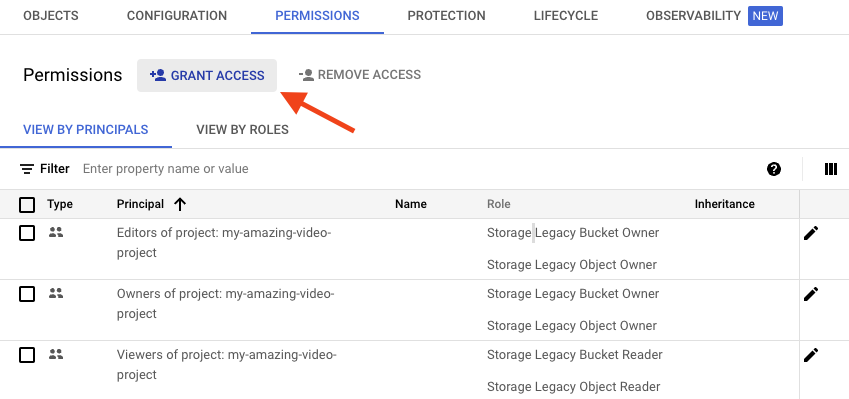 OBJECTS CONFIGURATION PERMISSIONS PROTECTION LIFECYCLE OBSERVABILITY NEW
Permissions GRANT ACCESS REMOVE ACCESS
VIEW BY PRINCIPALS VIEW BY ROLES
Filter Enter property name or value
Type Principal Name Role Inheritance
Editors of project: my-amazing-video- Storage Legacy Bucket Owner
project
Storage Legacy Object Owner
Owners of project: my-amazing-video- Storage Legacy Bucket Owner
project
Storage Legacy Object Owner
Viewers of project: my-amazing-video- Storage Legacy Bucket Reader
project
Storage Legacy Object Reader